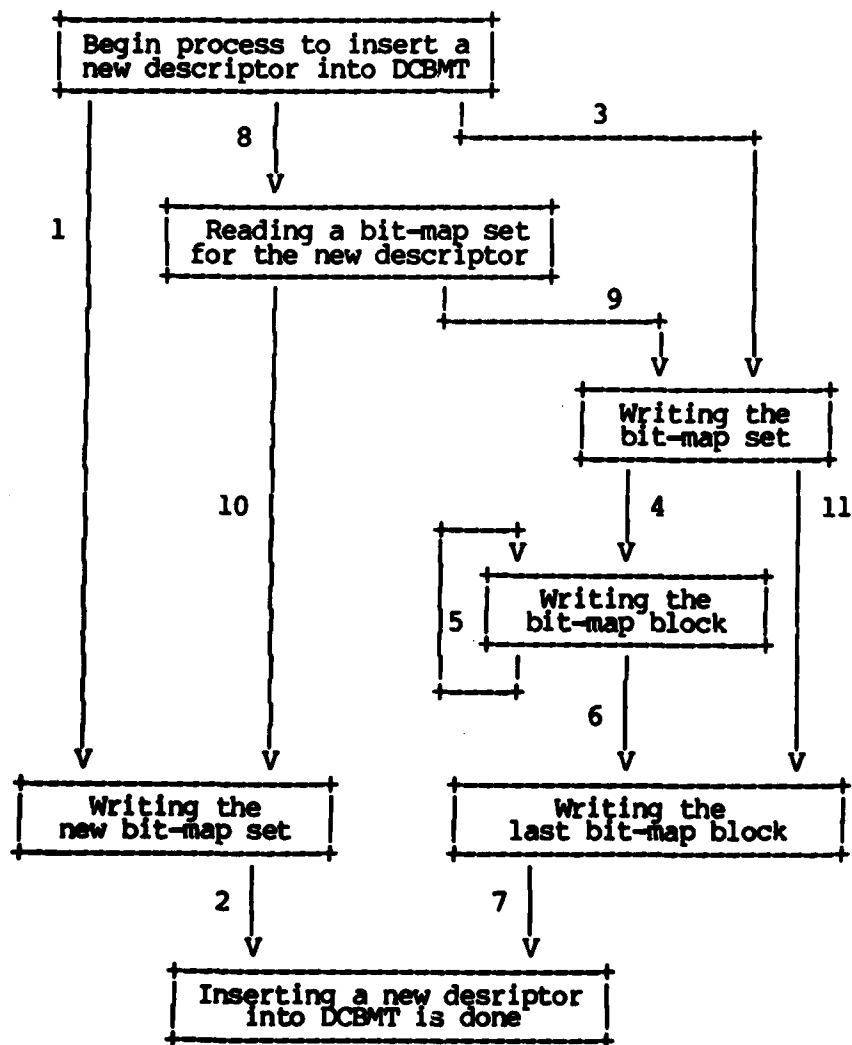 Begin process to insert a
new descriptor into DCBMT
3
8
1
Reading a bit-map set
for the new descriptor
9
Writing the
bit-map set
10
4
11
Writing the
bit-map block
5
6
Writing the
new bit-map set
Writing the
last bit-map block
2
7
Inserting a new desriptor
into DCBMT is done